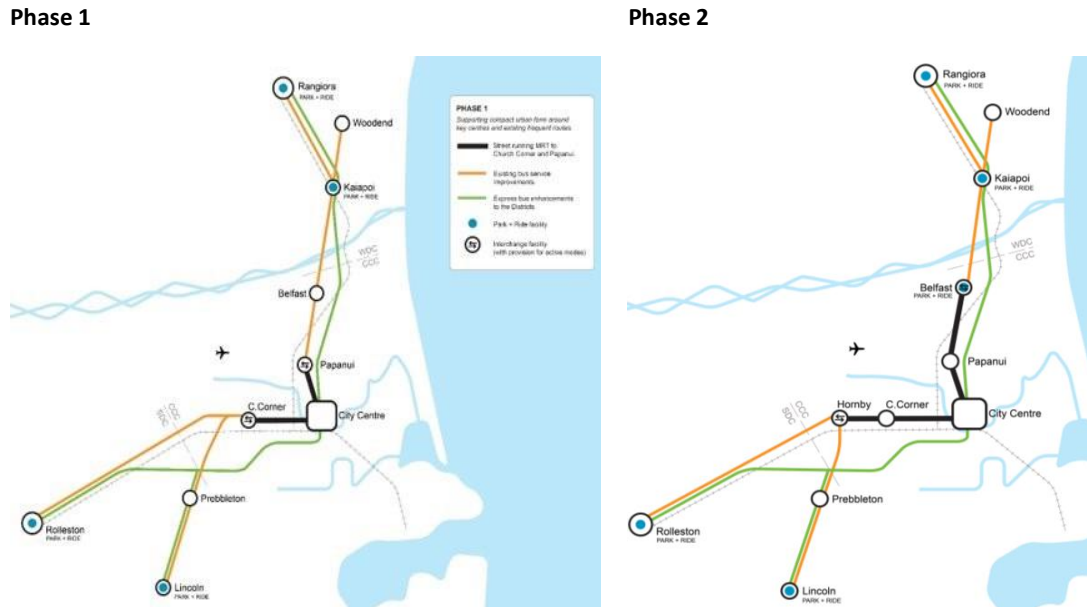 Phase 1
Phase 2
Rangiora
PARK + RIDE
Woodend
Kaiapoi
PARK + RIDE
WDC
CCC
Belfast
Papanui
C.Corner
City Centre
CCC
SDC
Prebbleton
Rolleston
PARK + RIDE
Lincoln
PARK + RIDE
PHASE 1
Supporting compact urban form around
key centres and existing frequent routes.
Street running MRT to
Church Corner and Papanui.
Existing bus service
improvements.
Express bus enhancements
to the Districts
Park + Ride facility
Interchange facility
(with provision for active modes)
Rangiora
PARK + RIDE
Woodend
Kaiapoi
PARK + RIDE
WDC
CCC
Belfast
PARK + RIDE
Papanui
Hornby
C.Corner
City Centre
CCC
SDC
Prebbleton
Rolleston
PARK + RIDE
Lincoln
PARK + RIDE